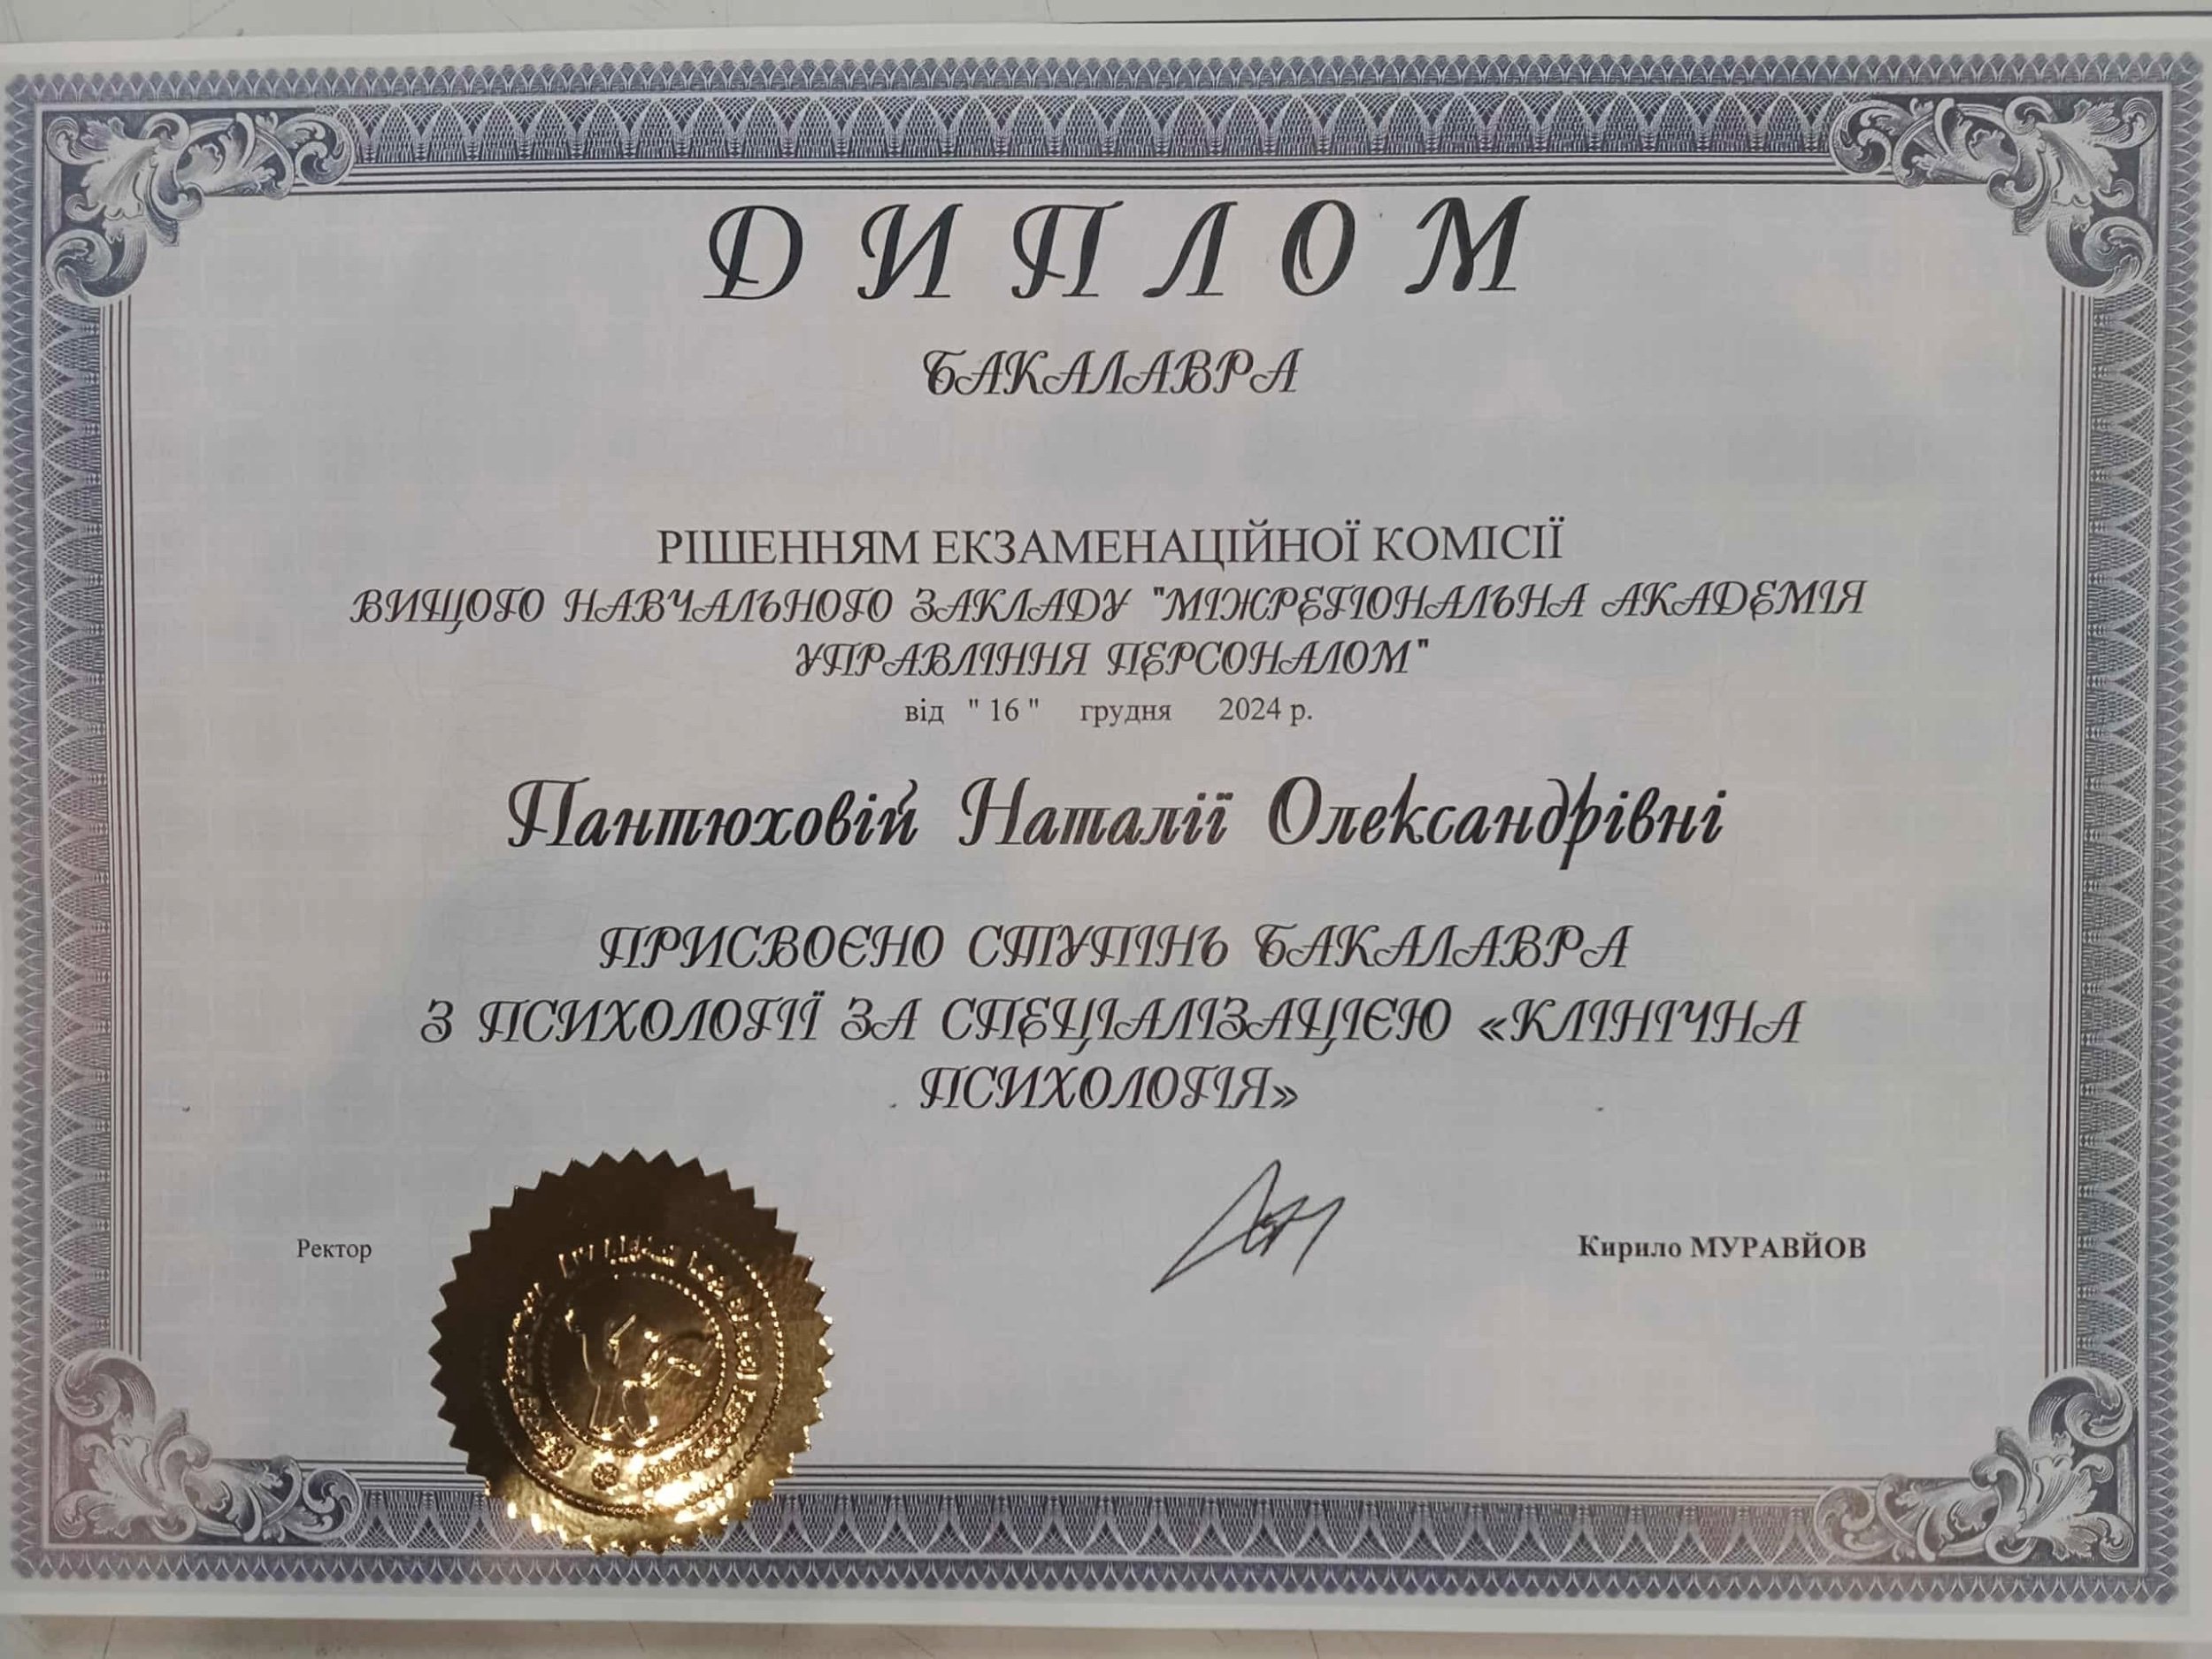 ДИПЛОМ
БАКАЛАВРА
РІШЕННЯМ ЕКЗАМЕНАЦІЙНОЇ КОМІСІЇ
ВИЩОГО НАВЧАЛЬНОГО ЗАКЛАДУ "МІЖРЕГІОНАЛЬНА АКАДЕМІЯ
УПРАВЛІННЯ ПЕРСОНАЛОМ"
від " 16 " грудня 2024 р.
Пантюховій Наталії Олександрівні
ПРИСВОЄНО СТУПІНЬ БАКАЛАВРА
З ПСИХОЛОГІЇ ЗА СПЕЦІАЛІЗАЦІЄЮ «КЛІНІЧНА
ПСИХОЛОГІЯ»
Ректор
Кирило МУРАВЙОВ